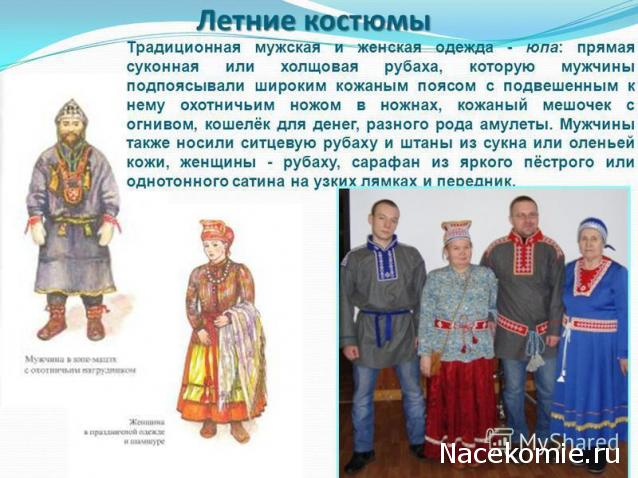 Летние костюмы
Традиционная мужская и женская одежда - юпа: прямая
суконная или холщовая рубаха, которую мужчины
подпоясывали широким кожаным поясом с подвешенным к
нему охотничьим ножом в ножнах, кожаный мешочек с
огнивом, кошелёк для денег, разного рода амулеты. Мужчины
также носили ситцевую рубаху и штаны из сукна или оленьей
кожи, женщины - рубаху, сарафан из яркого пёстрого или
однотонного сатина на узких лямках и передник.
Мужчина в юпе-мацэх
с охотничьим нагрудником
Женщина
в праздничной одежде
и шамшуре
MyShared
Nacekomie.ru